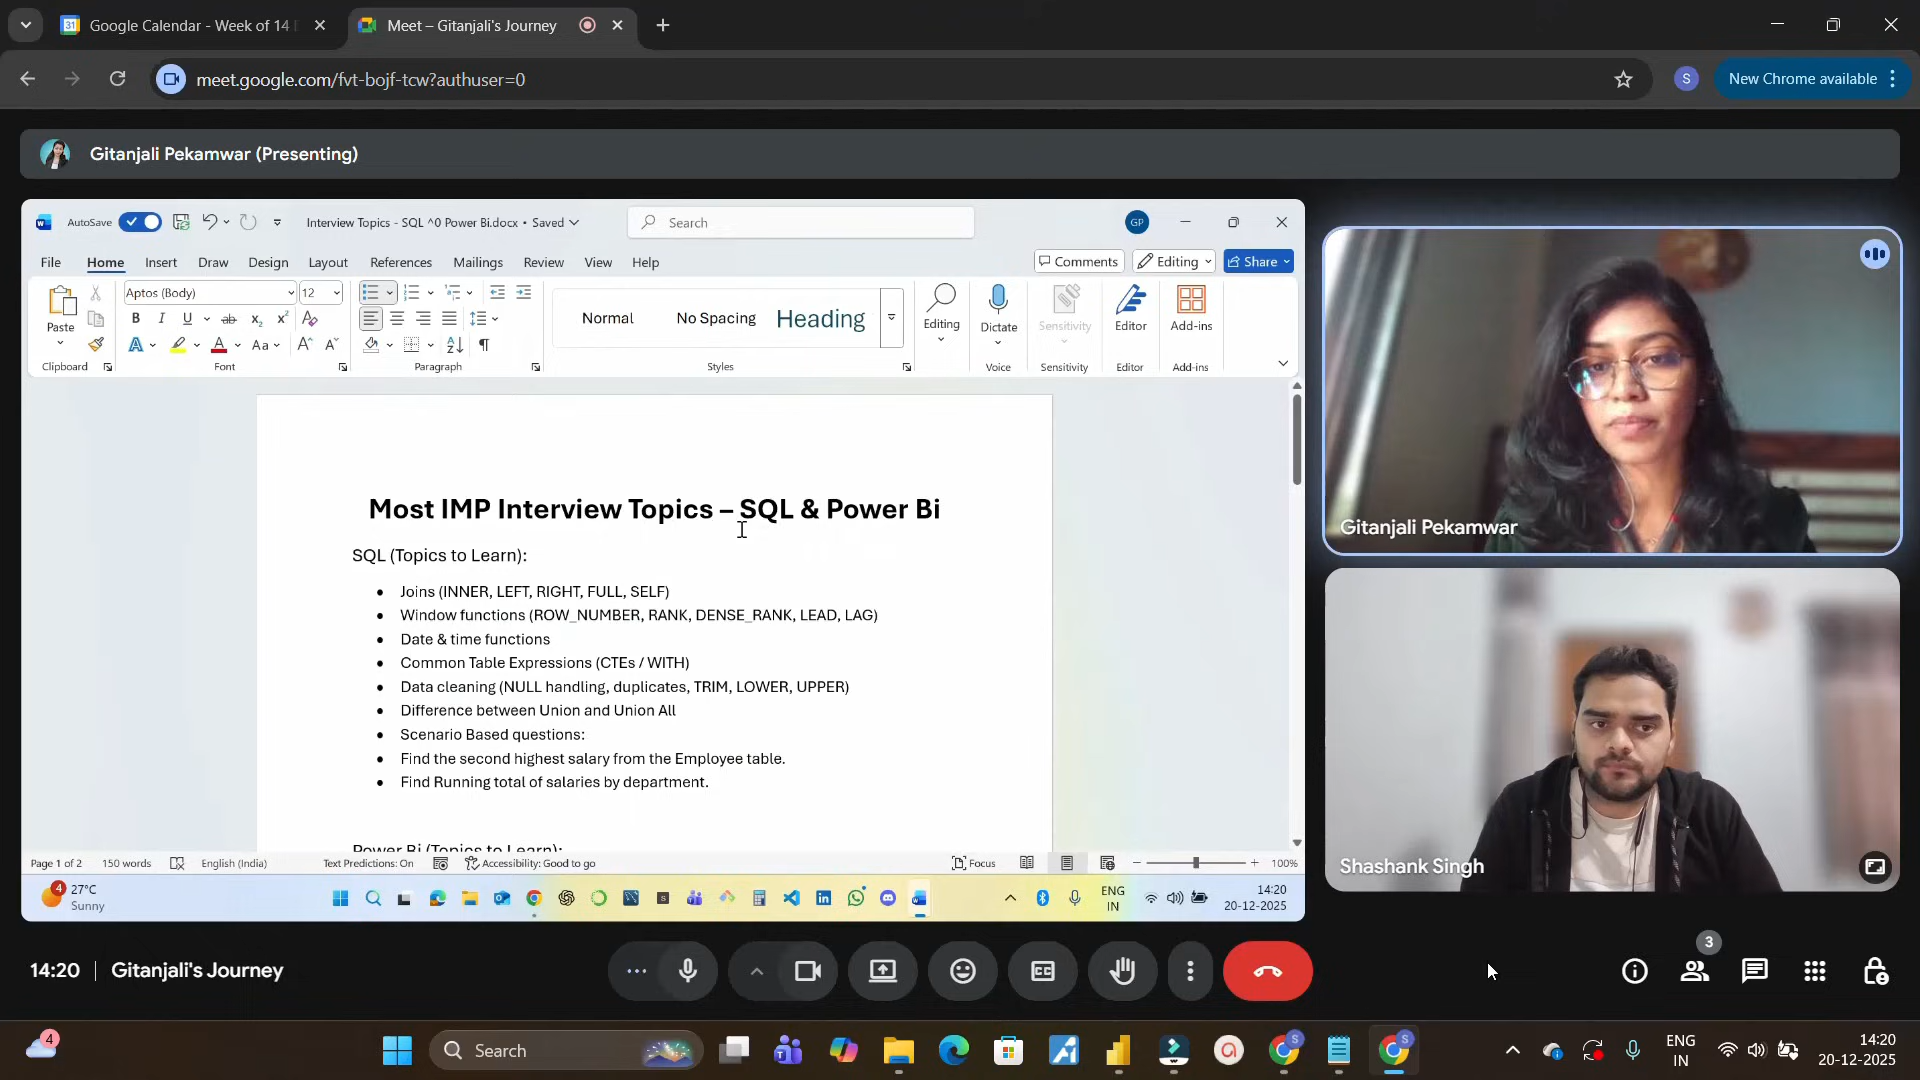 Google Calendar - Week of 14
Meet – Gitanjali's Journey
meet.google.com/fvt-bojf-tcw?authuser=0
S
New Chrome available
Gitanjali Pekamwar (Presenting)
AutoSave
Interview Topics - SQL ^0 Power Bi.docx • Saved
Search
GP
File Home Insert Draw Design Layout References Mailings Review View Help
Comments
Editing
Share
Paste
Aptos (Body)
12
Normal
No Spacing
Heading
Editing
Dictate
Sensitivity
Editor
Add-ins
Clipboard
Font
Paragraph
Styles
Voice
Sensitivity
Editor
Add-ins
Most IMP Interview Topics – SQL & Power Bi
SQL (Topics to Learn):
• Joins (INNER, LEFT, RIGHT, FULL, SELF)
• Window functions (ROW_NUMBER, RANK, DENSE_RANK, LEAD, LAG)
• Date & time functions
• Common Table Expressions (CTEs / WITH)
• Data cleaning (NULL handling, duplicates, TRIM, LOWER, UPPER)
• Difference between Union and Union All
• Scenario Based questions:
• Find the second highest salary from the Employee table.
• Find Running total of salaries by department.
Power Bi (Topics to Learn):
Page 1 of 2
150 words
English (India)
Text Predictions: On
Accessibility: Good to go
Focus
100%
4
27°C
Sunny
ENG
IN
14:20
20-12-2025
Gitanjali Pekamwar
Shashank Singh
14:20
Gitanjali's Journey
3
4
Search
ENG
IN
14:20
20-12-2025